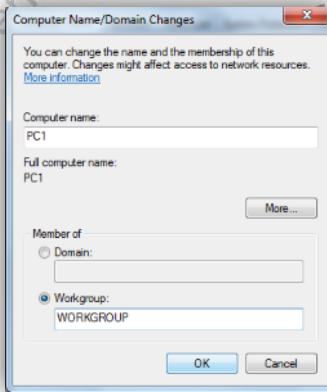 Computer Name/Domain Changes
You can change the name and the membership of this
computer. Changes might affect access to network resources.
More information
Computer name:
PC1
Full computer name:
PC1
More...
Member of
Domain:
Workgroup:
WORKGROUP
OK
Cancel